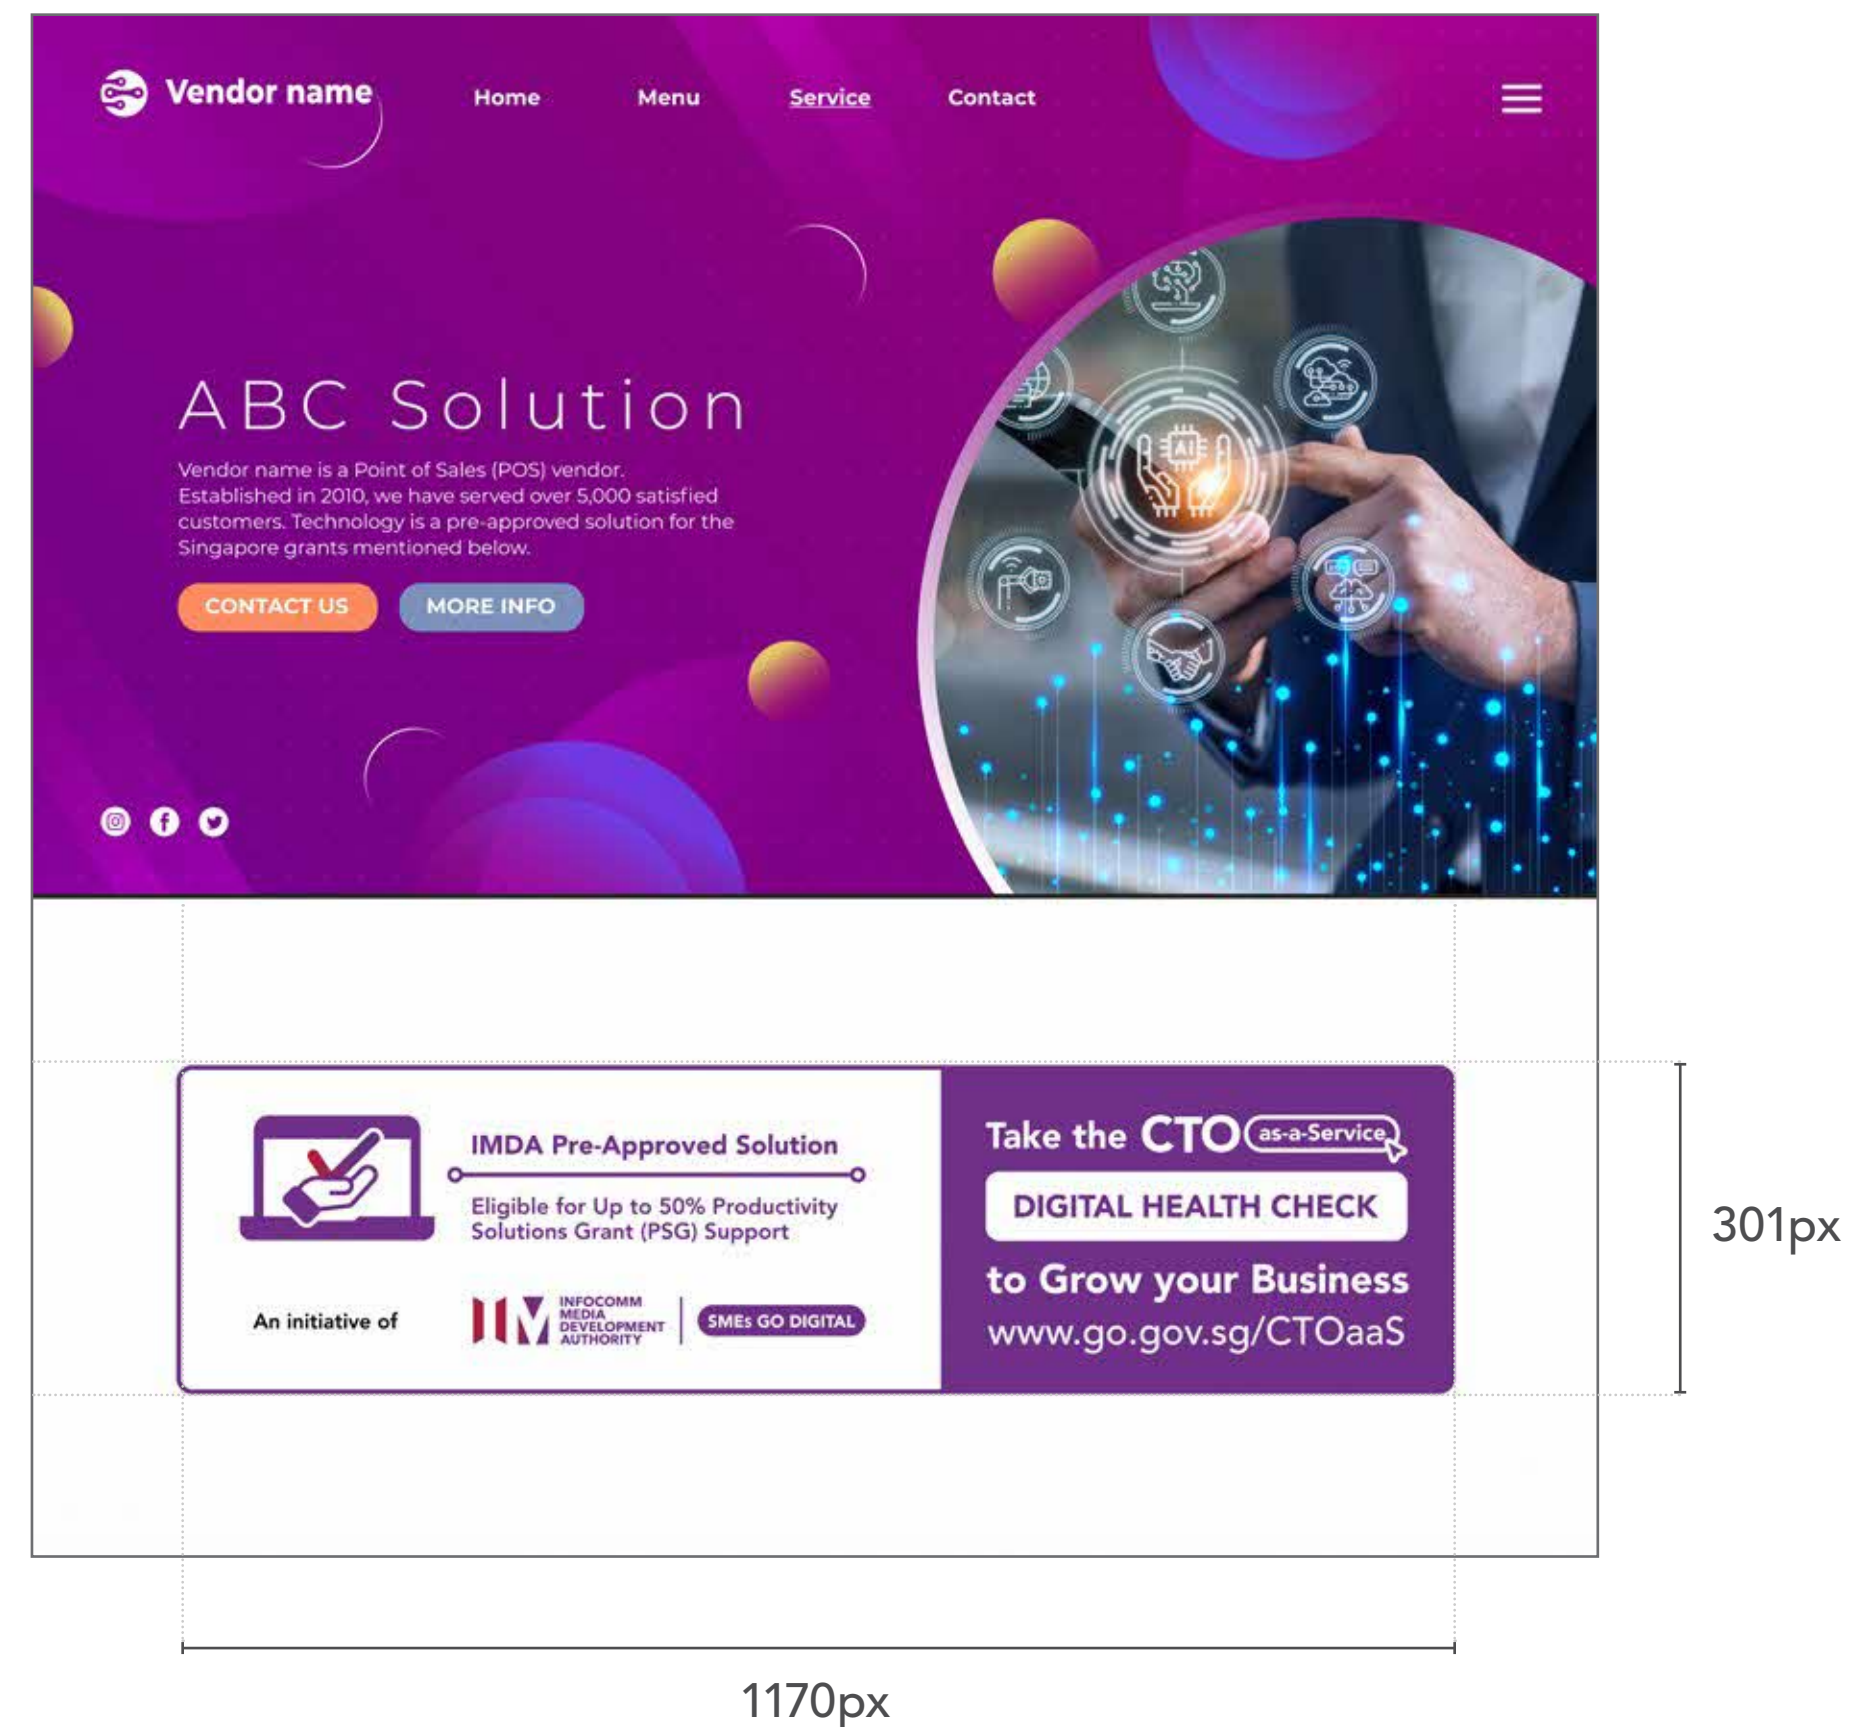 Vendor name
Home
Menu
Service
Contact
ABC Solution
Vendor name is a Point of Sales (POS) vendor.
Established in 2010, we have served over 5,000 satisfied
customers. Technology is a pre-approved solution for the
Singapore grants mentioned below.
CONTACT US
MORE INFO
AI
IMDA Pre-Approved Solution
Eligible for Up to 50% Productivity
Solutions Grant (PSG) Support
An initiative of
INFOCOMM
MEDIA
DEVELOPMENT
AUTHORITY
SMEs GO DIGITAL
Take the CTO as-a-Service
DIGITAL HEALTH CHECK
to Grow your Business
www.go.gov.sg/CTOaaS
301px
1170px